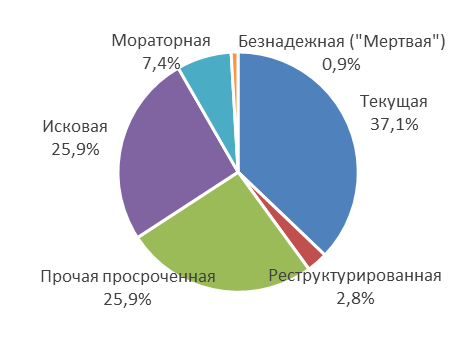 Мораторная
7,4%
Безнадежная ("Мертвая")
0,9%
Текущая
37,1%
Исковая
25,9%
Прочая просроченная
25,9%
Реструктурированная
2,8%